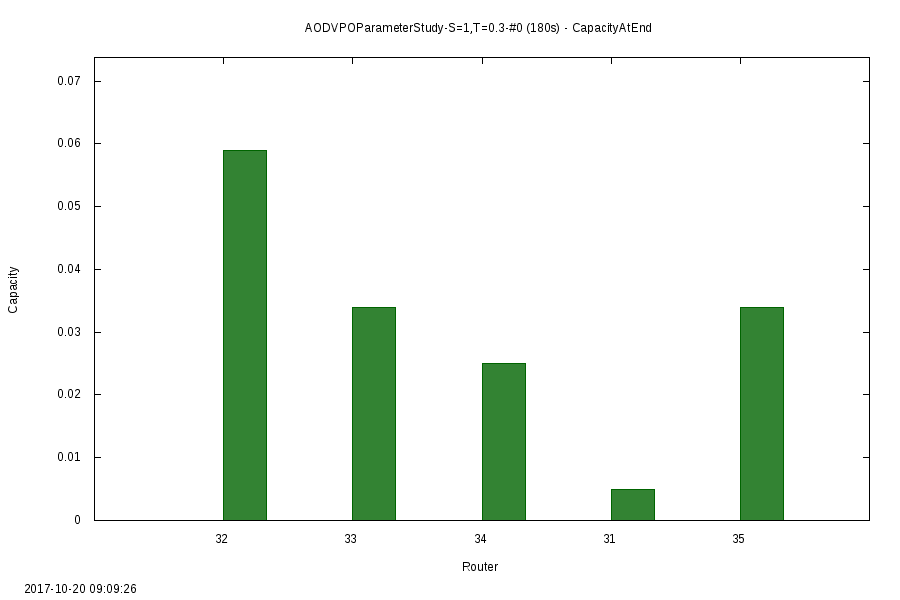 AODVPOParameterStudy-S=1,T=0.3-#0 (180s) - CapacityAtEnd
0.07
0.06
0.05
0.04
0.03
0.02
0.01
0
Capacity
32 33 34 31 35
Router
2017-10-20 09:09:26